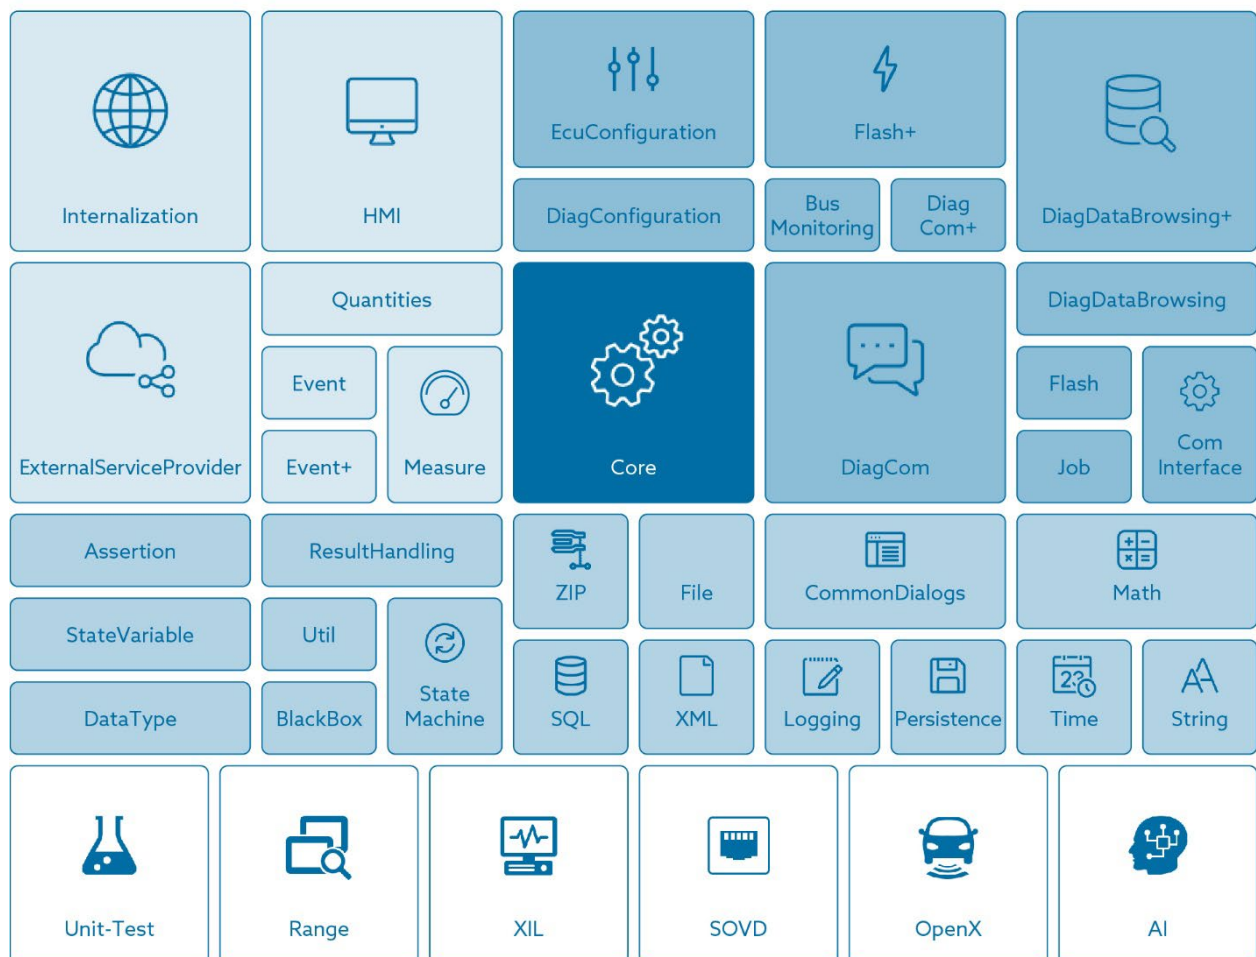 Internalization
HMI
EcuConfiguration
Flash+
DiagDataBrowsing+
DiagConfiguration
Bus
Monitoring
Diag
Com+
ExternalServiceProvider
Quantities
Event
Event+
Measure
Core
DiagCom
DiagDataBrowsing
Flash
Job
Com
Interface
Assertion
ResultHandling
ZIP
File
CommonDialogs
Math
StateVariable
Util
State
Machine
DataType
BlackBox
SQL
XML
Logging
Persistence
23
Time
String
Unit-Test
Range
XIL
SOVD
OpenX
AI